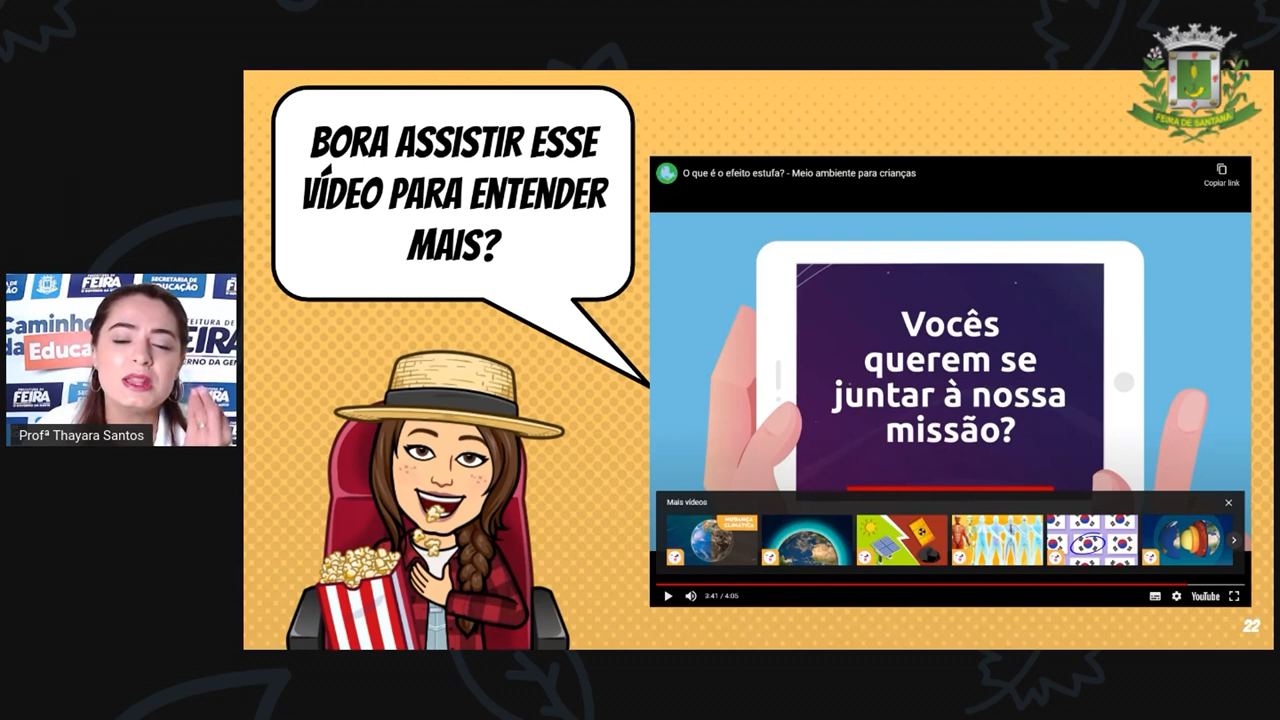 FEIRA DE SANTANA
BORA ASSISTIR ESSE
VÍDEO PARA ENTENDER
MAIS?
O que é o efeito estufa? - Meio ambiente para crianças
Copiar link
Vocês
querem se
juntar à nossa
missão?
Mais vídeos
MUDANÇA
CLIMÁTICA
3:41 / 4:05
YouTube
22
FEIRA
SECRETARIA DE
EDUCAÇÃO
Caminho
da Educa
FEIRA
Profª Thayara Santos